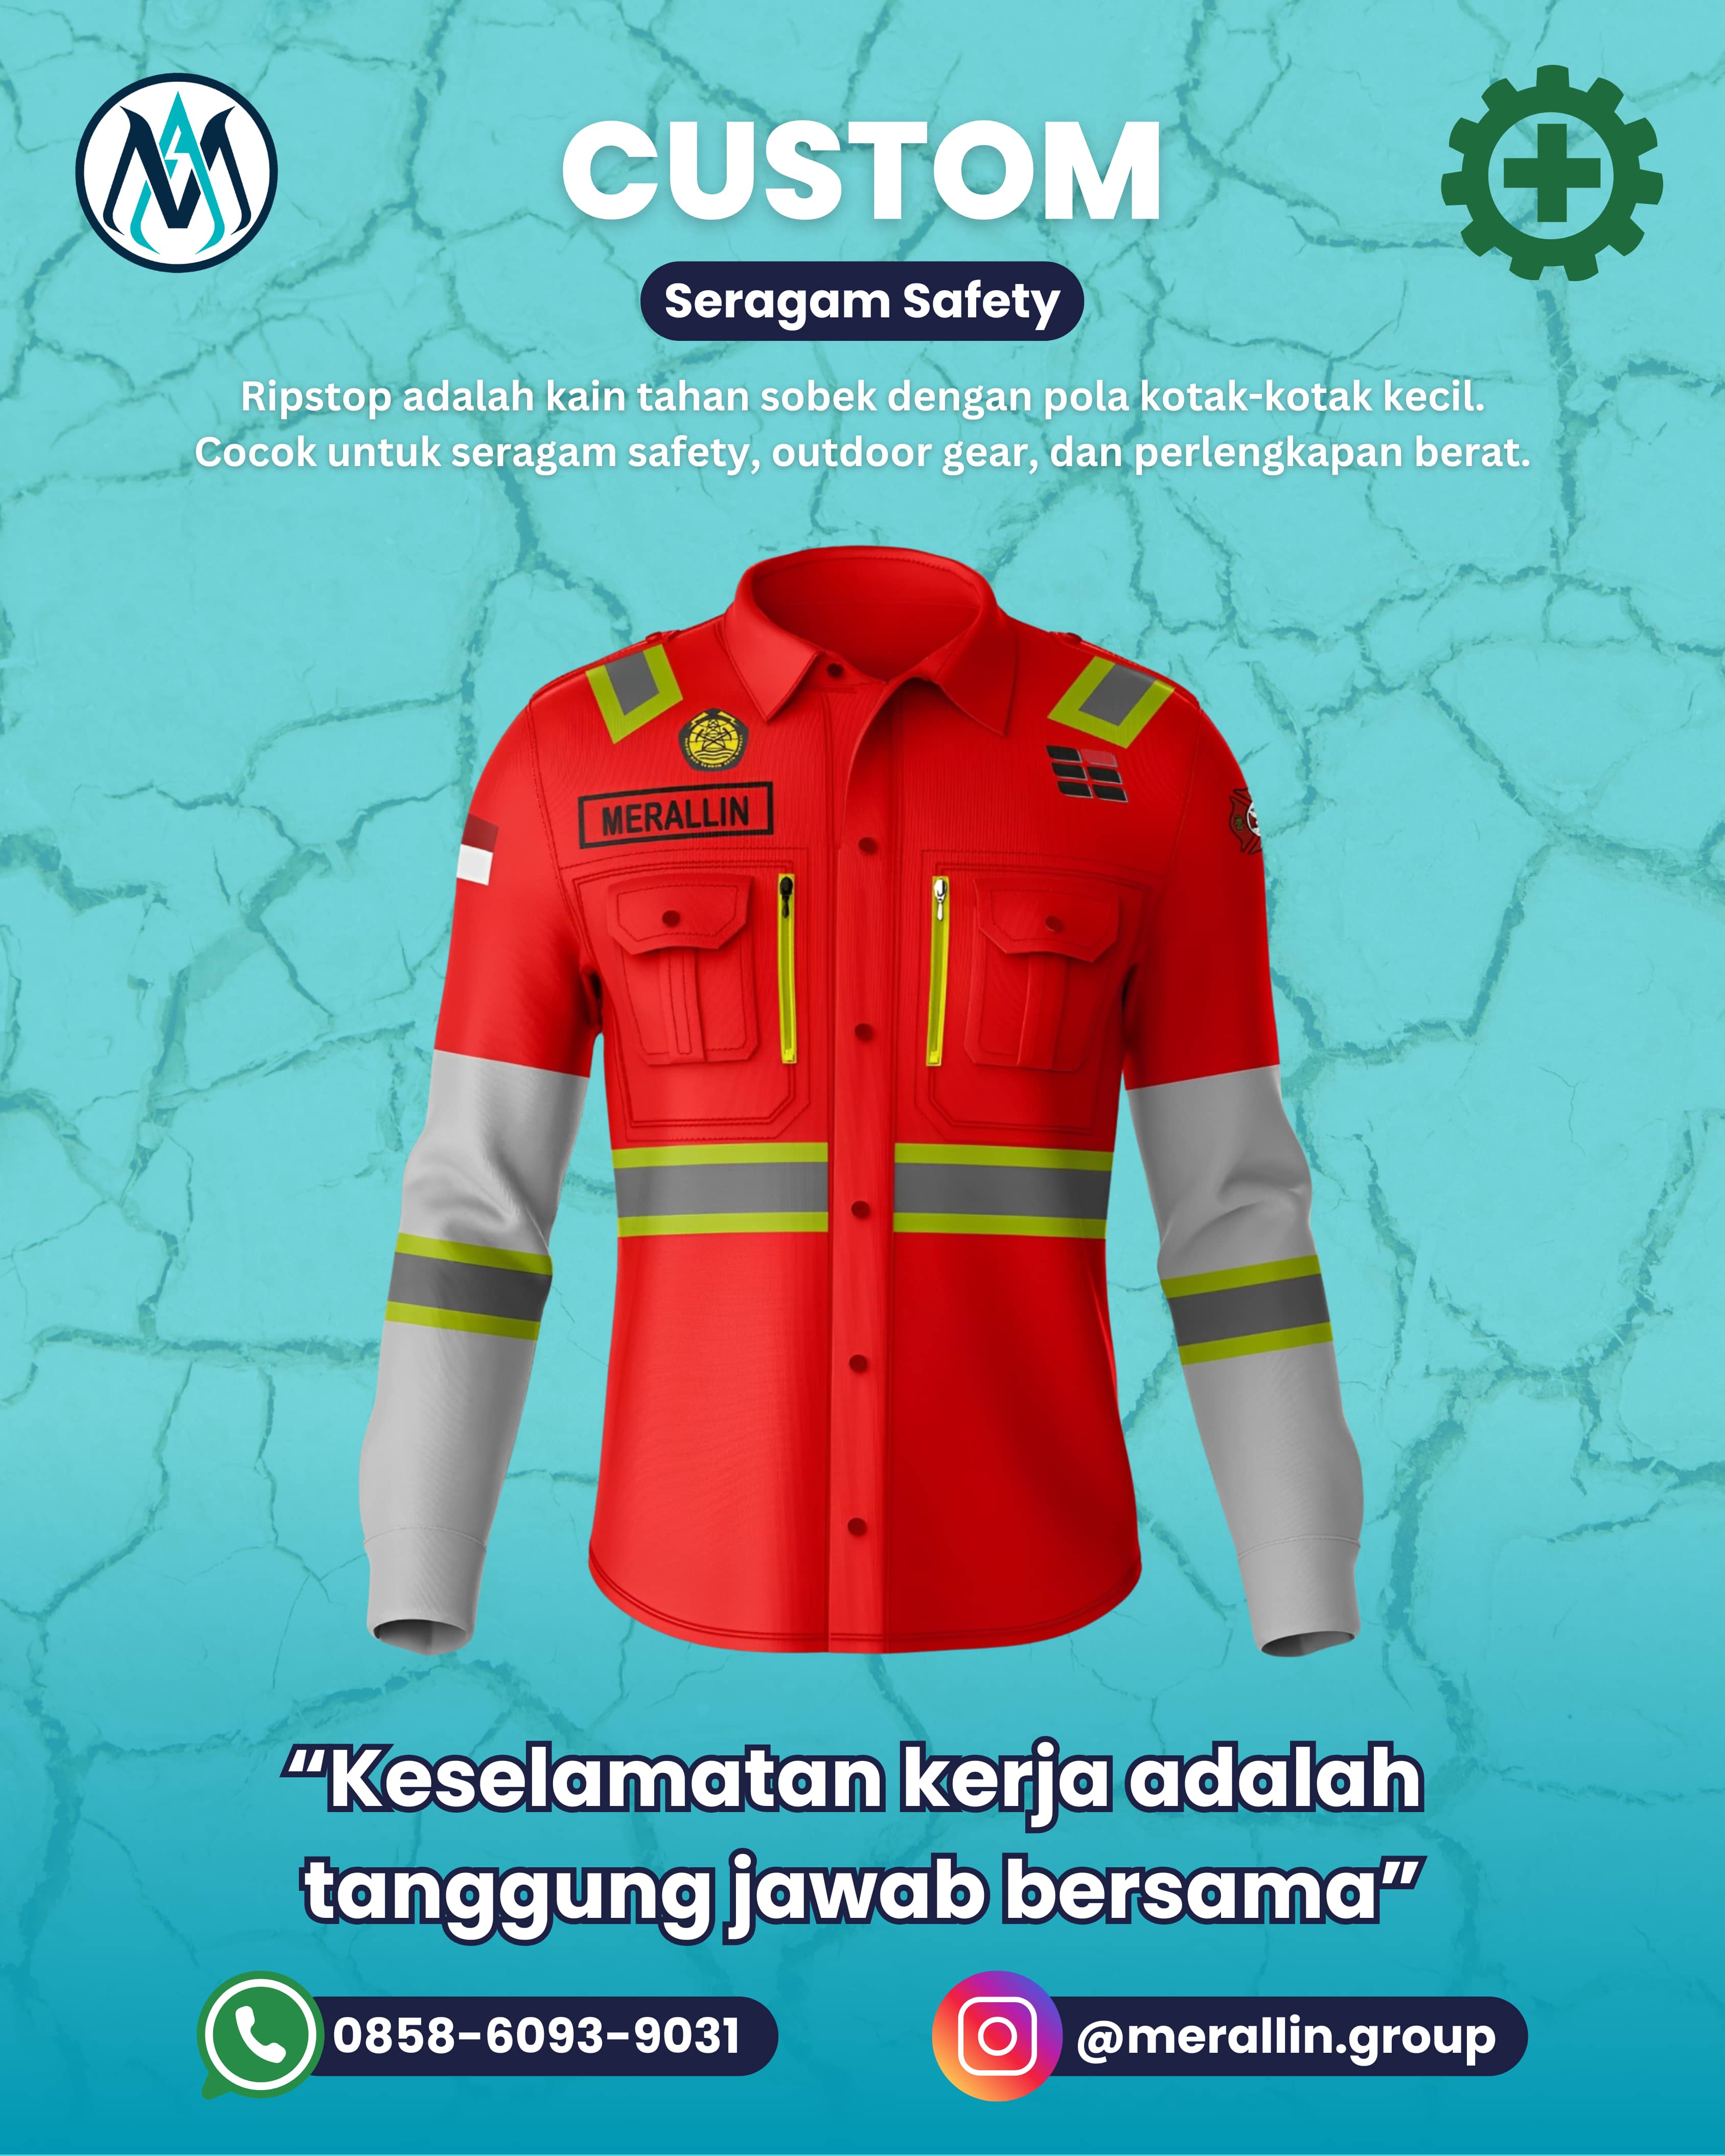 CUSTOM
Seragam Safety
Ripstop adalah kain tahan sobek dengan pola kotak-kotak kecil.
Cocok untuk seragam safety, outdoor gear, dan perlengkapan berat.
MERALLIN
“Keselamatan kerja adalah
tanggung jawab bersama”
0858-6093-9031
@merallin.group